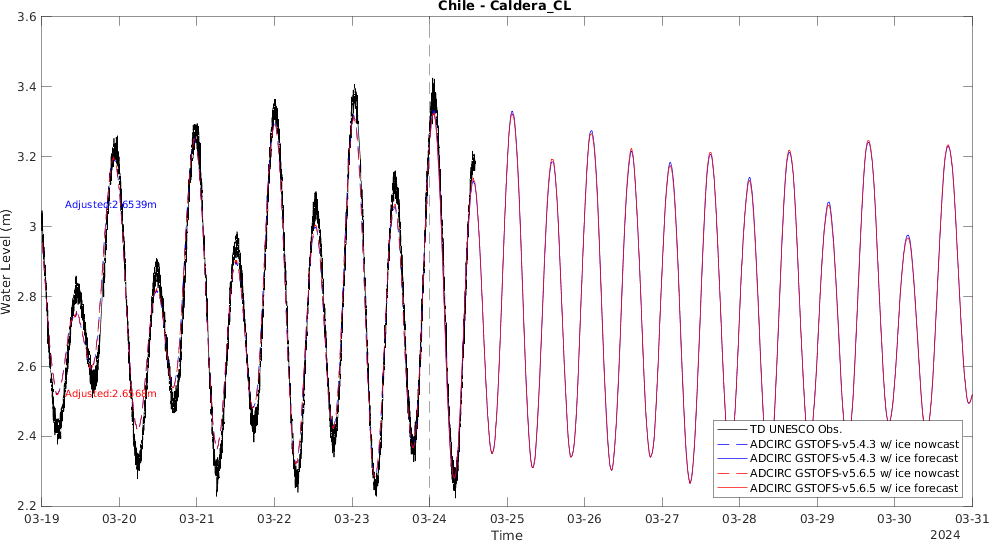 Chile - Caldera_CL
3.6
3.4
3.2
3
2.8
2.6
2.4
2.2
Water Level (m)
Adjusted:2.6539m
Adjusted:2.6568m
TD UNESCO Obs.
ADCIRC GSTOFS-v5.4.3 w/ ice nowcast
ADCIRC GSTOFS-v5.4.3 w/ ice forecast
ADCIRC GSTOFS-v5.6.5 w/ ice nowcast
ADCIRC GSTOFS-v5.6.5 w/ ice forecast
03-19 03-20 03-21 03-22 03-23 03-24 03-25 03-26 03-27 03-28 03-29 03-30 03-31
Time
2024